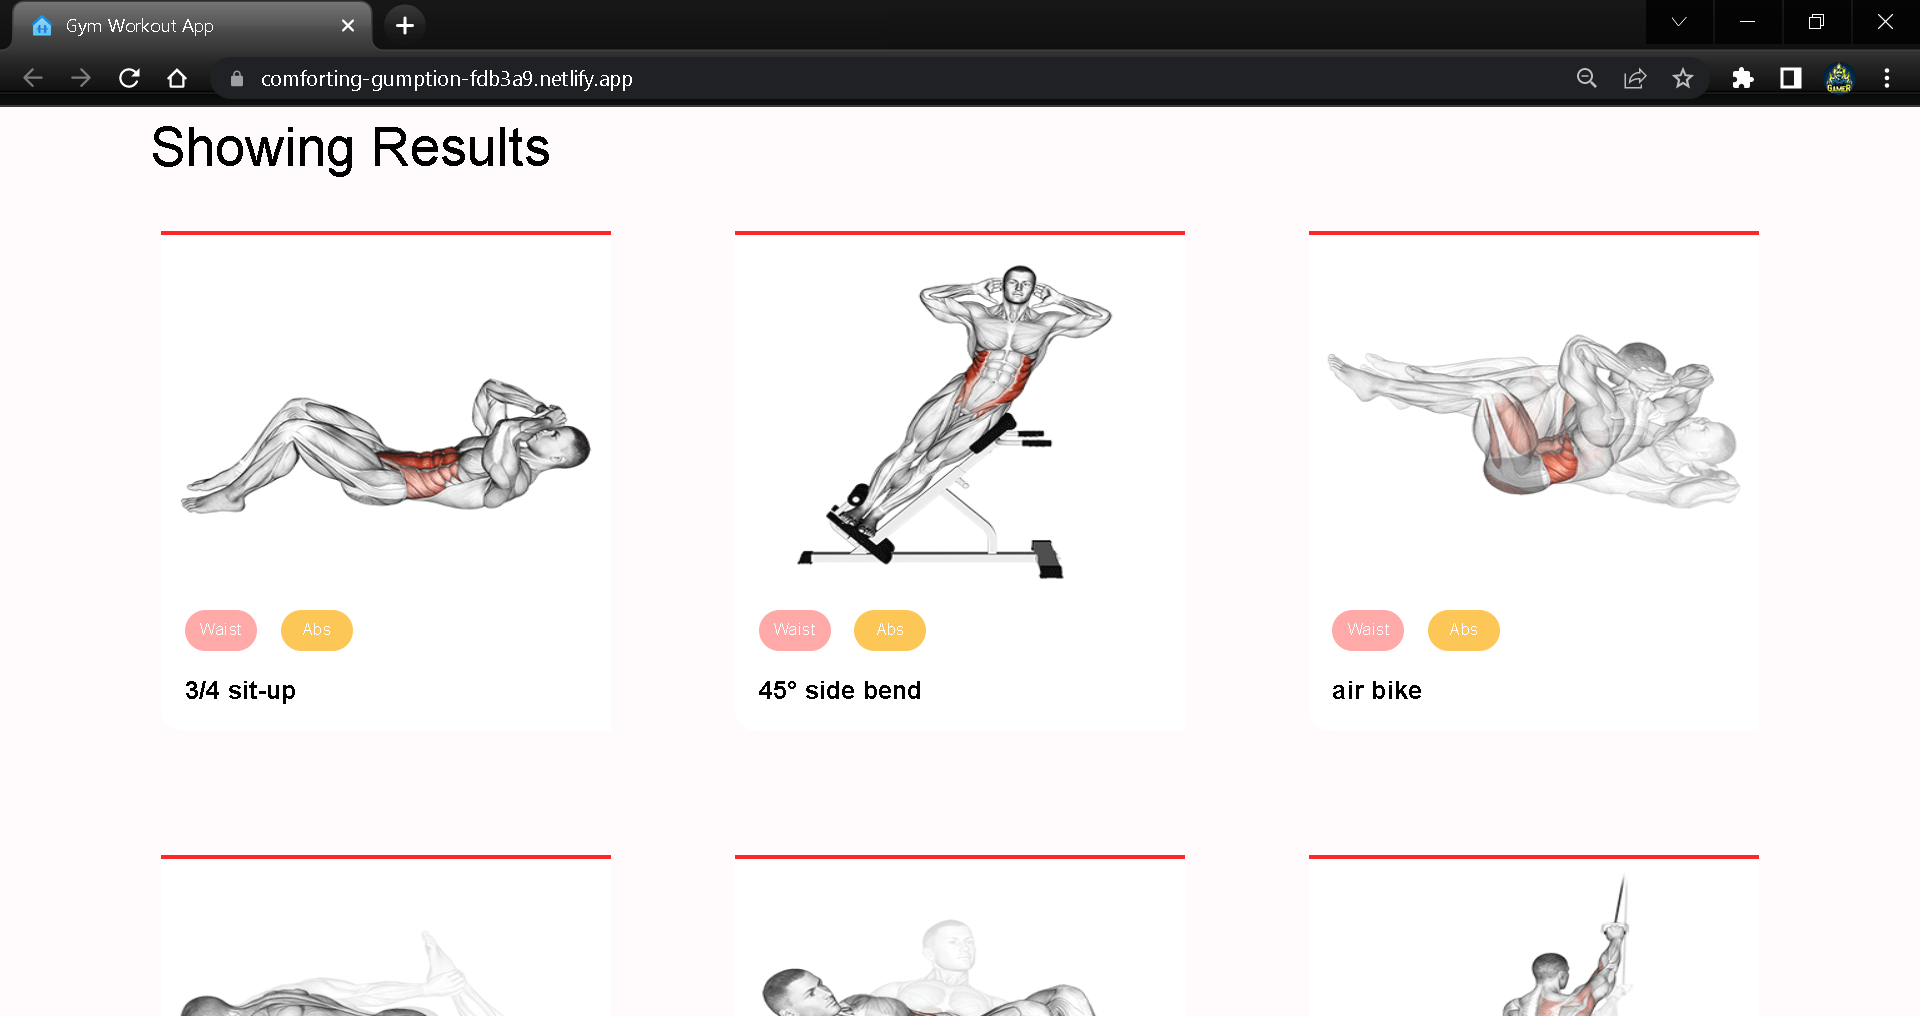 Gym Workout App
comforting-gumption-fdb3a9.netlify.app
GAMER
Showing Results
Waist Abs
3/4 sit-up
Waist Abs
45° side bend
Waist Abs
air bike